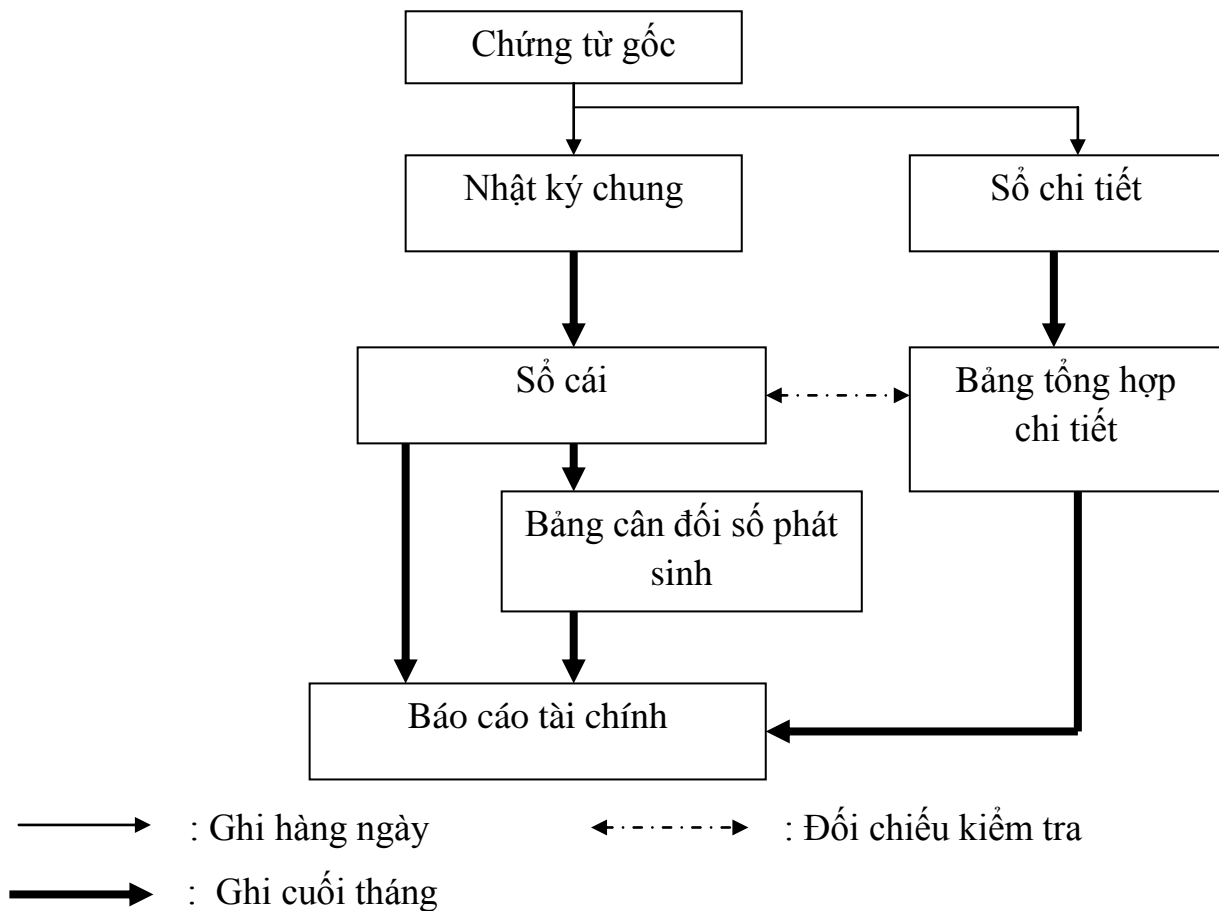 Chứng từ gốc
Nhật ký chung
Sổ chi tiết
Sổ cái
Bảng tổng hợp
chi tiết
Bảng cân đối số phát
sinh
Báo cáo tài chính
: Ghi hàng ngày
: Đối chiếu kiểm tra
: Ghi cuối tháng